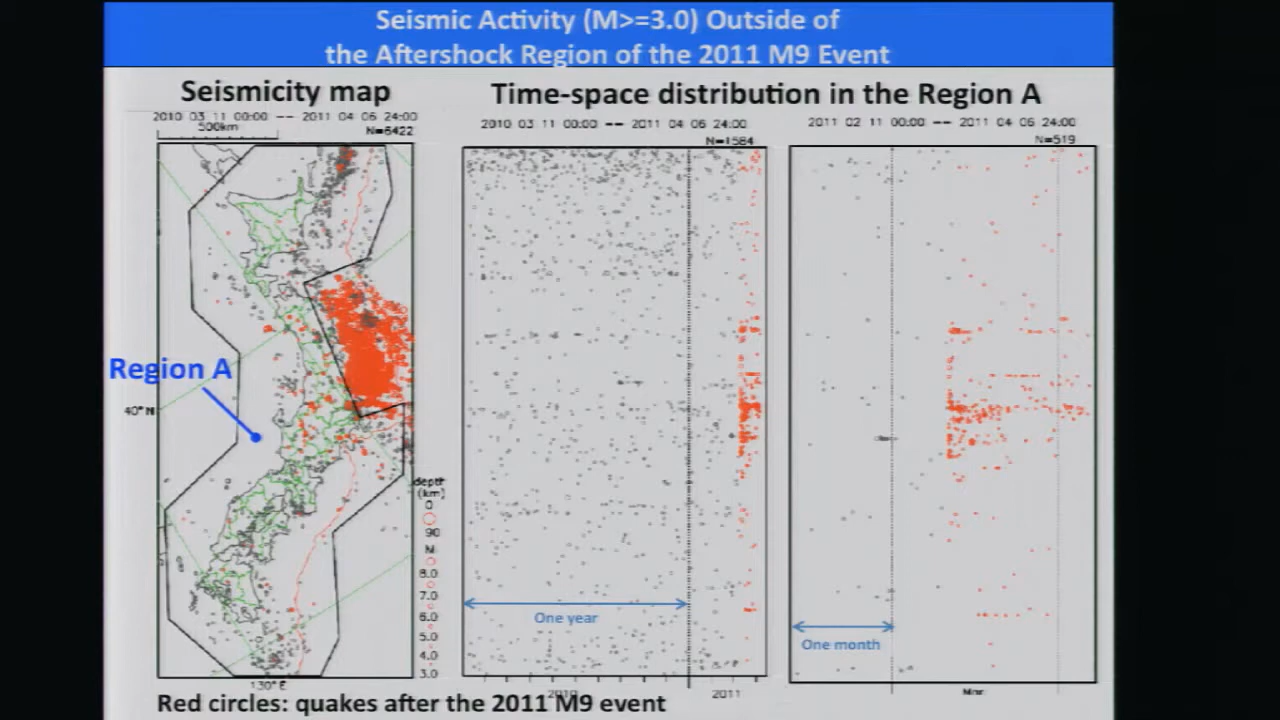 Seismic Activity (M>=3.0) Outside of
the Aftershock Region of the 2011 M9 Event
Seismicity map
Time-space distribution in the Region A
2010 03 11 00:00 -- 2011 04 06 24:00
500km
N=6422
2010 03 11 00:00 -- 2011 04 06 24:00
N=1584
2011 02 11 00:00 -- 2011 04 06 24:00
N=519
Region A
40°N
130°E
depth
(km)
0
90
M
8.0
7.0
6.0
5.0
4.0
3.0
One year
One month
2010
2011
Mar
Red circles: quakes after the 2011 M9 event